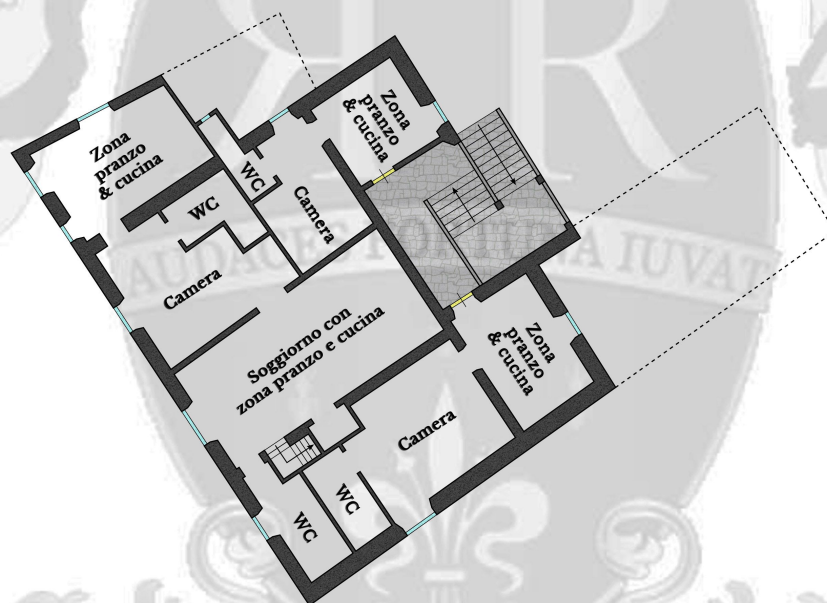 Zona
pranzo
& cucina
Zona
pranzo
& cucina
WC
WC
Camera
Camera
Soggiorno con
zona pranzo e cucina
Zona
pranzo
& cucina
Camera
WC
WC
R R
AUDACES FORTUNA IUVAT